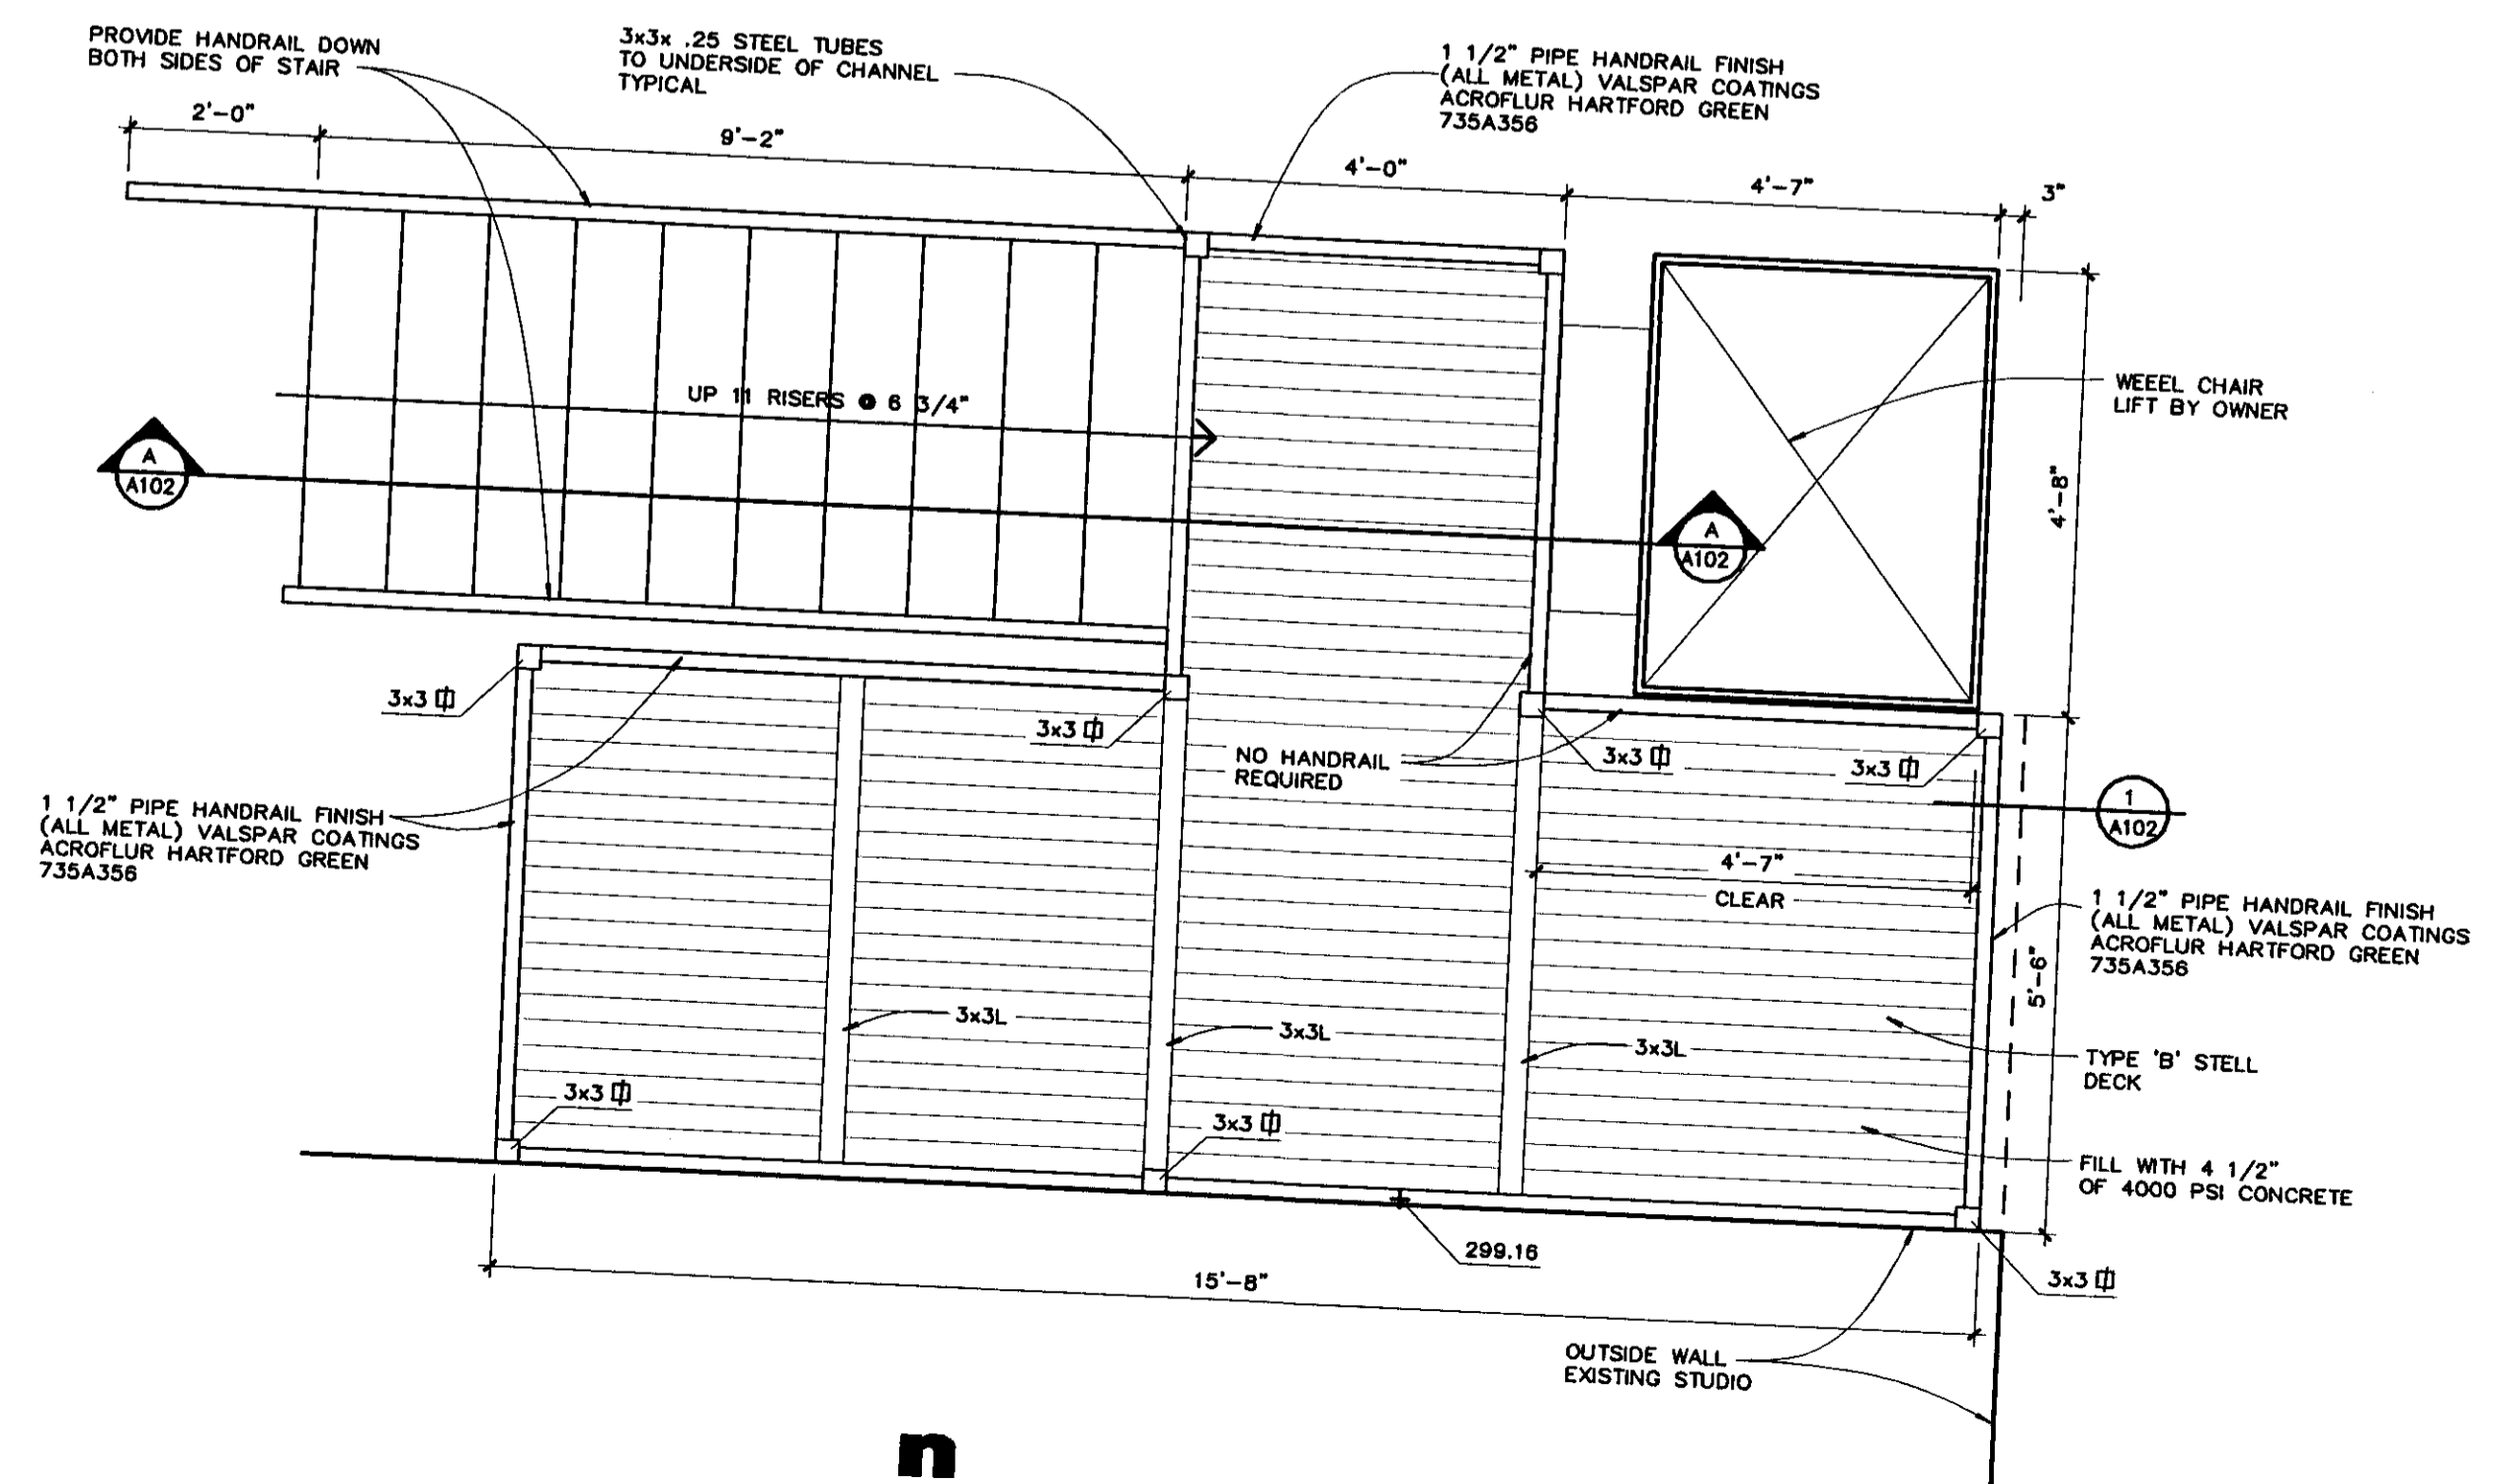 PROVIDE HANDRAIL DOWN
BOTH SIDES OF STAIR
3x3x .25 STEEL TUBES
TO UNDERSIDE OF CHANNEL
TYPICAL
1 1/2" PIPE HANDRAIL FINISH
(ALL METAL) VALSPAR COATINGS
ACROFLUR HARTFORD GREEN
735A356
2'-0"
9'-2"
4'-0"
4'-7"
3"
UP 11 RISERS @ 6 3/4"
WEEEL CHAIR
LIFT BY OWNER
A
A102
A
A102
4'-8"
3x3
3x3
NO HANDRAIL
REQUIRED
3x3
3x3
1 1/2" PIPE HANDRAIL FINISH
(ALL METAL) VALSPAR COATINGS
ACROFLUR HARTFORD GREEN
735A356
1
A102
4'-7"
CLEAR
1 1/2" PIPE HANDRAIL FINISH
(ALL METAL) VALSPAR COATINGS
ACROFLUR HARTFORD GREEN
735A356
5'-6"
3x3L
3x3L
3x3L
TYPE 'B' STELL
DECK
3x3
3x3
FILL WITH 4 1/2"
OF 4000 PSI CONCRETE
299.16
15'-8"
3x3
OUTSIDE WALL
EXISTING STUDIO
n